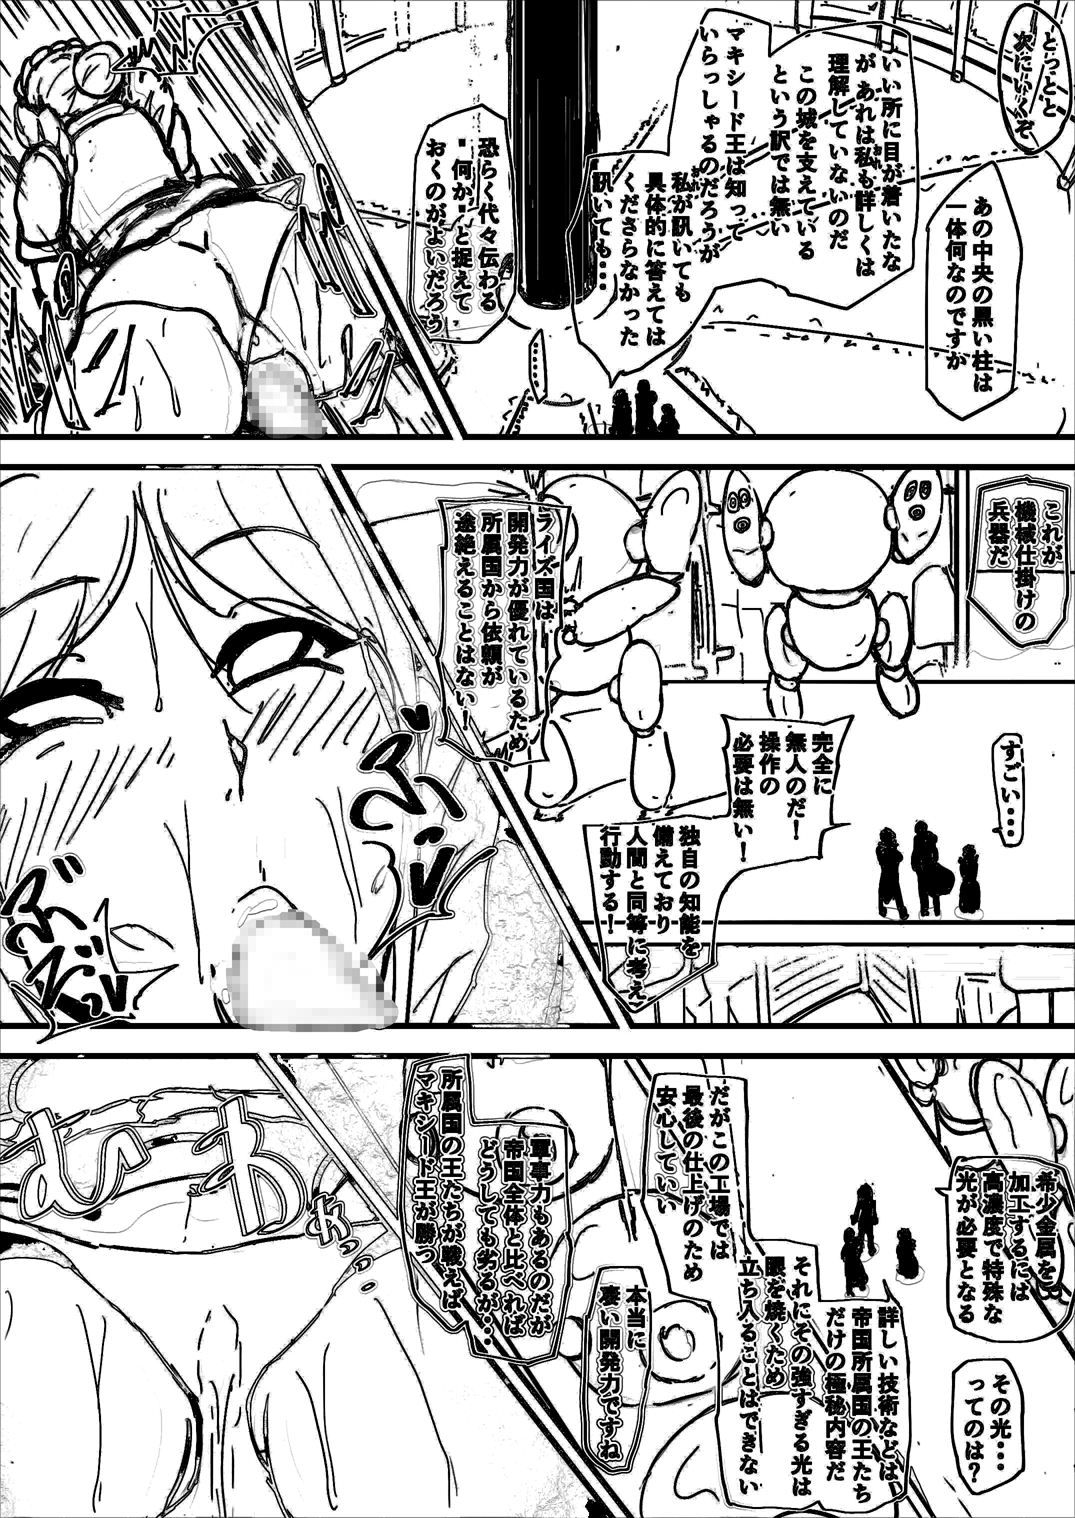 とっとと
次にいくぞ、
あの中央の黒い柱は
一体何なのですか
いい所に目が着いたな
が あれは私も詳しくは
理解していないのだ
この城を支えている
という訳では無い
マキシード王は知って
いらっしゃるのだろうが
私が訊いても
具体的に答えては
くださらなかった
訊いても・・・
恐らく代々伝わる
何か と捉えて
おくのがよいだろう
これが
機械仕掛けの
兵器だ
すごい・・・
完全に
無人のだ！
操作の
必要は無い！
独自の知能を
備えており
人間と同等に考え
行動する！
ライズ国は
開発力が優れているため
所属国から依頼が
途絶えることはない！
希少金属を
加工するには
高濃度で特殊な
光が必要となる
その光・・・
ってのは？
詳しい技術などは
帝国所属国の王たち
だけの極秘内容だ
それにその強すぎる光は
眼を焼くため
立ち入ることはできない
だがこの工場では
最後の仕上げのため
安心していい
本当に
凄い開発力ですね
軍事力もあるのだが
帝国全体と比べれば
どうしても劣るが・・・
所属国の王たちが戦えば
マキシード王が勝つ
むわぁっ